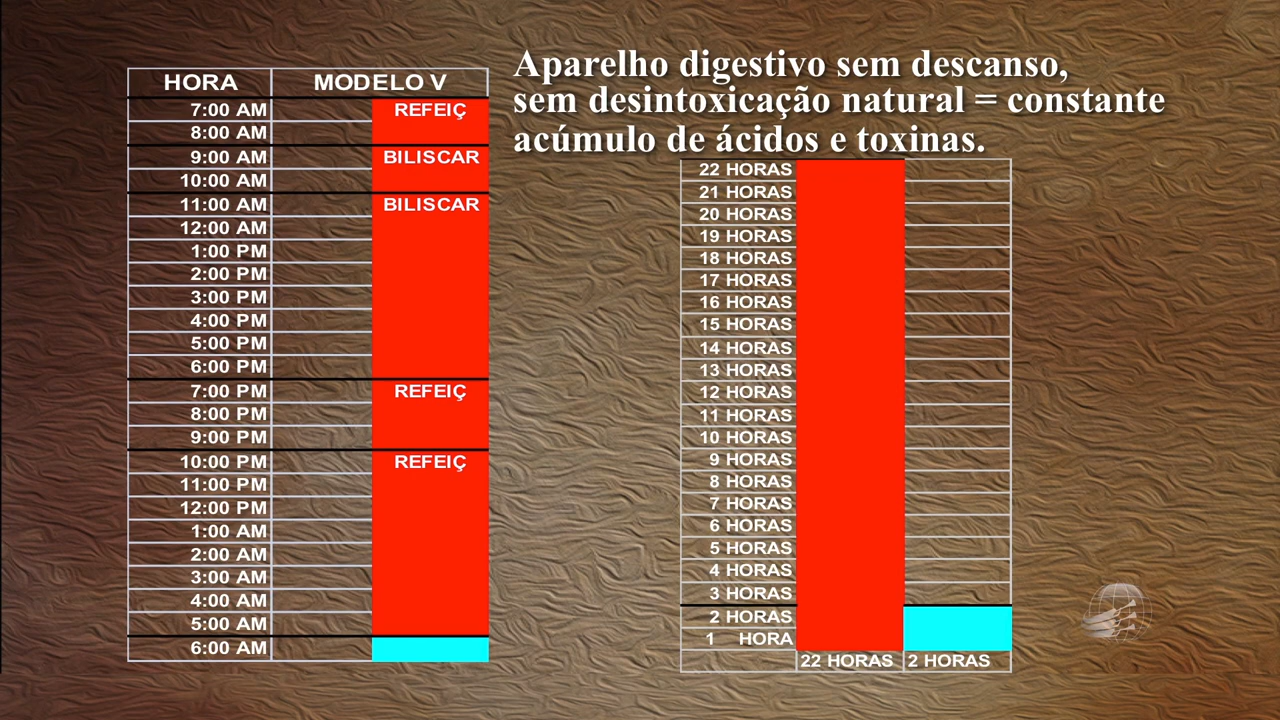 Aparelho digestivo sem descanso,
sem desintoxicação natural = constante
acúmulo de ácidos e toxinas.
HORA MODELO V
7:00 AM REFEIÇ
8:00 AM
9:00 AM BILISCAR
10:00 AM
11:00 AM BILISCAR
12:00 AM
1:00 PM
2:00 PM
3:00 PM
4:00 PM
5:00 PM
6:00 PM
7:00 PM REFEIÇ
8:00 PM
9:00 PM
10:00 PM REFEIÇ
11:00 PM
12:00 PM
1:00 AM
2:00 AM
3:00 AM
4:00 AM
5:00 AM
6:00 AM
22 HORAS
21 HORAS
20 HORAS
19 HORAS
18 HORAS
17 HORAS
16 HORAS
15 HORAS
14 HORAS
13 HORAS
12 HORAS
11 HORAS
10 HORAS
9 HORAS
8 HORAS
7 HORAS
6 HORAS
5 HORAS
4 HORAS
3 HORAS
2 HORAS
1 HORA
22 HORAS 2 HORAS